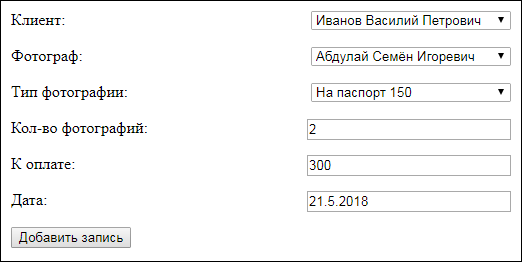 Клиент: Иванов Василий Петрович
Фотограф: Абдулай Семён Игоревич
Тип фотографии: На паспорт 150
Кол-во фотографий: 2
К оплате: 300
Дата: 21.5.2018
Добавить запись